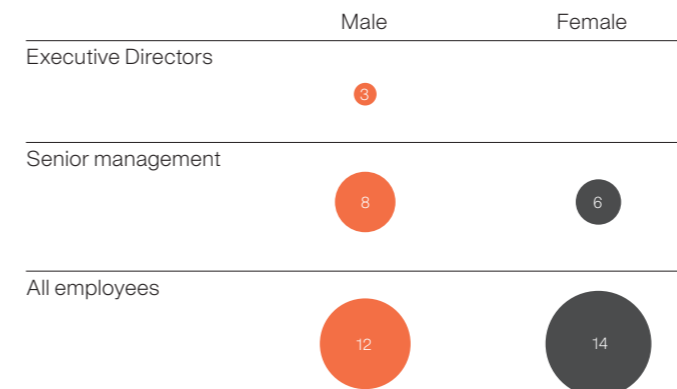 Male Female
Executive Directors
3
Senior management
8 6
All employees
12 14